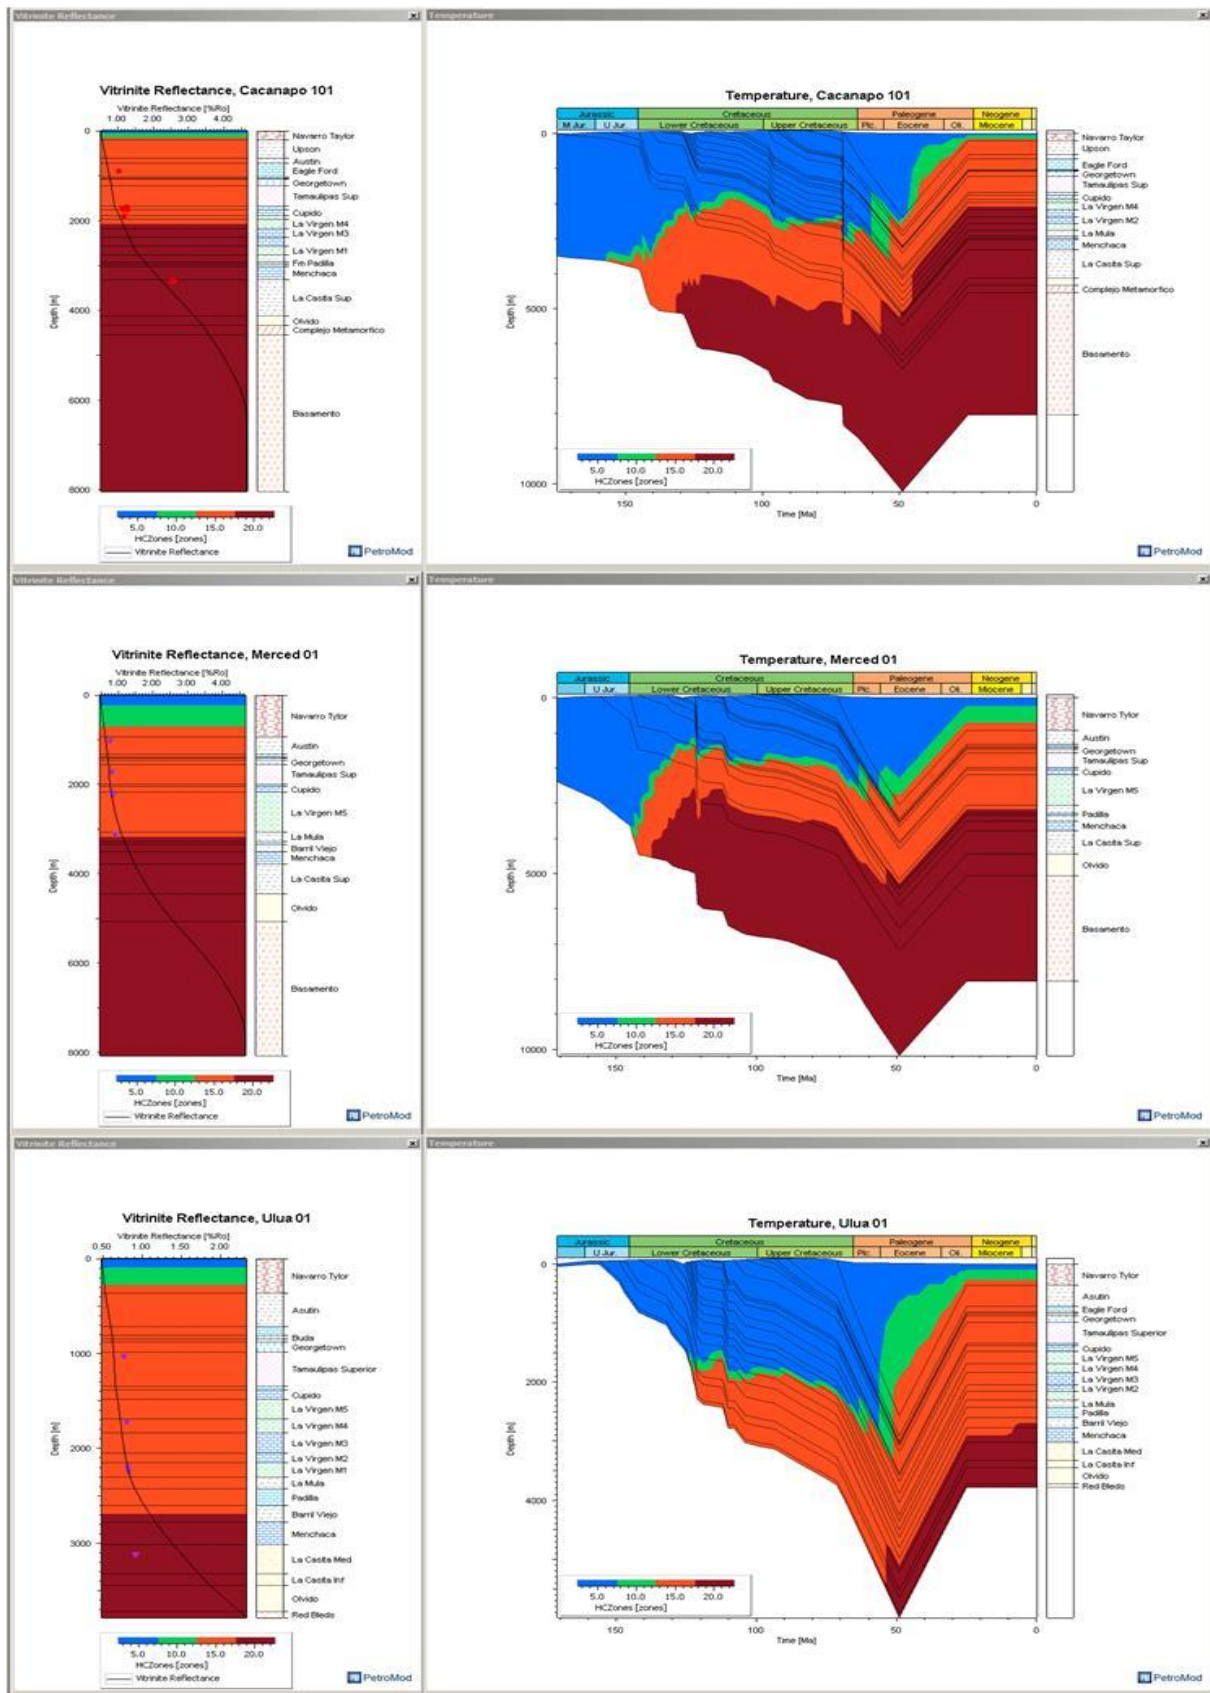 Vitrinite Reflectance
Temperature
Vitrinite Reflectance, Cacanapo 101
Vitrinite Reflectance [%Ro]
1.00 2.00 3.00 4.00
0
2000
4000
6000
8000
Depth [m]
Navarro Taylor
Upson
Austin
Eagle Ford
Georgetown
Tamaulipas Sup
Cupido
La Virgen M4
La Virgen M3
La Virgen M1
Fm Padilla
Menchaca
La Casita Sup
Olvido
Complejo Metamorfico
Basamento
5.0 10.0 15.0 20.0
HCZones [zones]
Vitrinite Reflectance
PetroMod
Temperature, Cacanapo 101
Jurassic Cretaceous Paleogene Neogene
M Jur. U Jur. Lower Cretaceous Upper Cretaceous Plc. Eocene Oli. Miocene
0
5000
10000
Depth [m]
150 100 50 0
Time [Ma]
Navarro Taylor
Upson
Eagle Ford
Georgetown
Tamaulipas Sup
La Virgen M4
La Virgen M2
La Mula
Menchaca
La Casita Sup
Complejo Metamorfico
Basamento
5.0 10.0 15.0 20.0
HCZones [zones]
PetroMod
Vitrinite Reflectance
Temperature
Vitrinite Reflectance, Merced 01
Vitrinite Reflectance [%Ro]
1.00 2.00 3.00 4.00
0
2000
4000
6000
8000
Depth [m]
Navarro Tylor
Austin
Georgetown
Tamaulipas Sup
Cupido
La Virgen M5
La Mula
Barril Viejo
Menchaca
La Casita Sup
Olvido
Basamento
5.0 10.0 15.0 20.0
HCZones [zones]
Vitrinite Reflectance
PetroMod
Temperature, Merced 01
Jurassic Cretaceous Paleogene Neogene
U Jur. Lower Cretaceous Upper Cretaceous Plc. Eocene Oli. Miocene
0
5000
10000
Depth [m]
150 100 50 0
Time [Ma]
Navarro Tylor
Austin
Georgetown
Tamaulipas Sup
Cupido
La Virgen M5
Padilla
Menchaca
La Casita Sup
Olvido
Basamento
5.0 10.0 15.0 20.0
HCZones [zones]
PetroMod
Vitrinite Reflectance
Temperature
Vitrinite Reflectance, Ulua 01
Vitrinite Reflectance [%Ro]
0.50 1.00 1.50 2.00
0
1000
2000
3000
Depth [m]
Navarro Tylor
Asutin
Buda
Georgetown
Tamaulipas Superior
Cupido
La Virgen M5
La Virgen M4
La Virgen M3
La Virgen M2
La Virgen M1
La Mula
Padilla
Barril Viejo
Menchaca
La Casita Med
La Casita Inf
Olvido
Red Bleds
5.0 10.0 15.0 20.0
HCZones [zones]
Vitrinite Reflectance
PetroMod
Temperature, Ulua 01
Jurassic Cretaceous Paleogene Neogene
U Jur. Lower Cretaceous Upper Cretaceous Plc. Eocene Oli. Miocene
0
2000
4000
Depth [m]
150 100 50 0
Time [Ma]
Navarro Tylor
Asutin
Eagle Ford
Georgetown
Tamaulipas Superior
Cupido
La Virgen M5
La Virgen M4
La Virgen M3
La Virgen M2
La Mula
Padilla
Barril Viejo
Menchaca
La Casita Med
La Casita Inf
Olvido
Red Bleds
5.0 10.0 15.0 20.0
HCZones [zones]
PetroMod